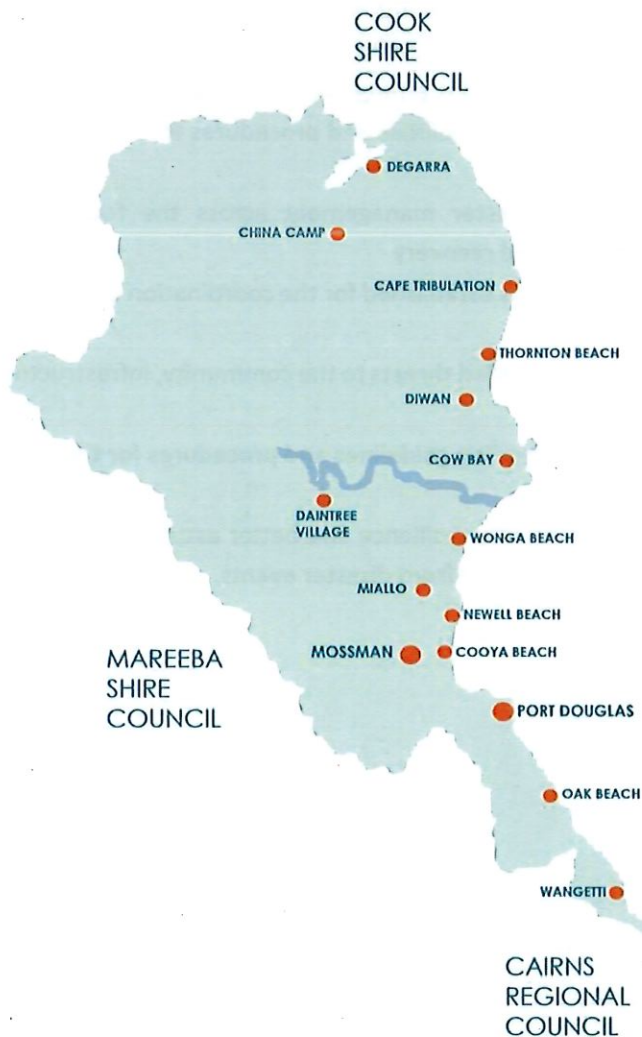 COOK
SHIRE
COUNCIL
DEGARRA
CHINA CAMP
CAPE TRIBULATION
THORNTON BEACH
DIWAN
COW BAY
DAINTREE
VILLAGE
WONGA BEACH
MIALLO
NEWELL BEACH
MOSSMAN
COOYA BEACH
MAREEBA
SHIRE
COUNCIL
PORT DOUGLAS
OAK BEACH
WANGETTI
CAIRNS
REGIONAL
COUNCIL